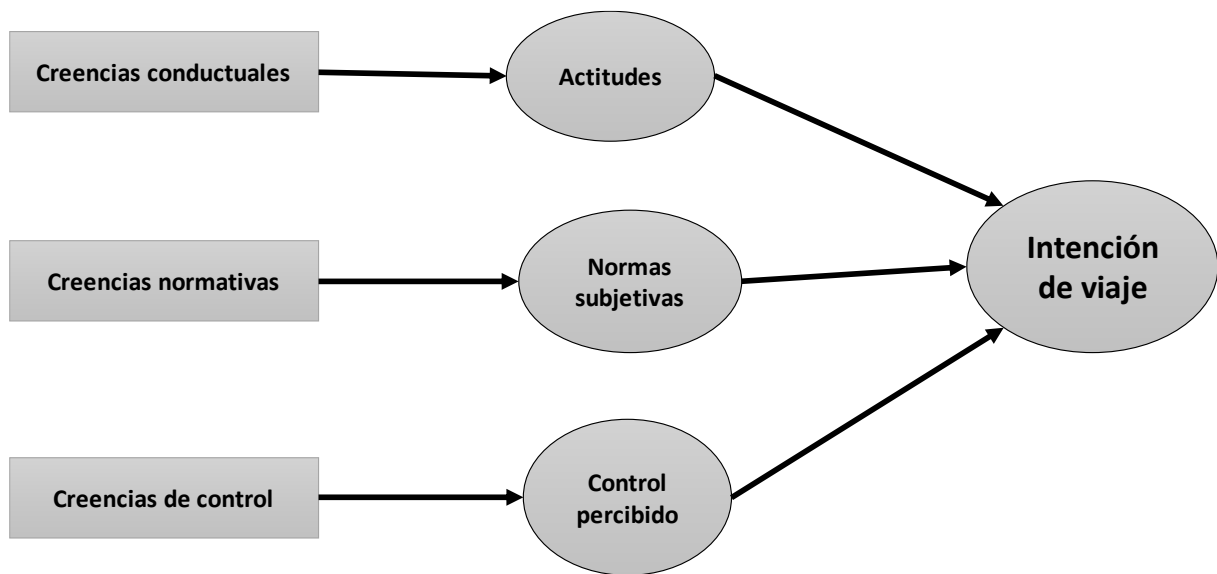 Creencias conductuales
Actitudes
Creencias normativas
Normas
subjetivas
Intención
de viaje
Creencias de control
Control
percibido